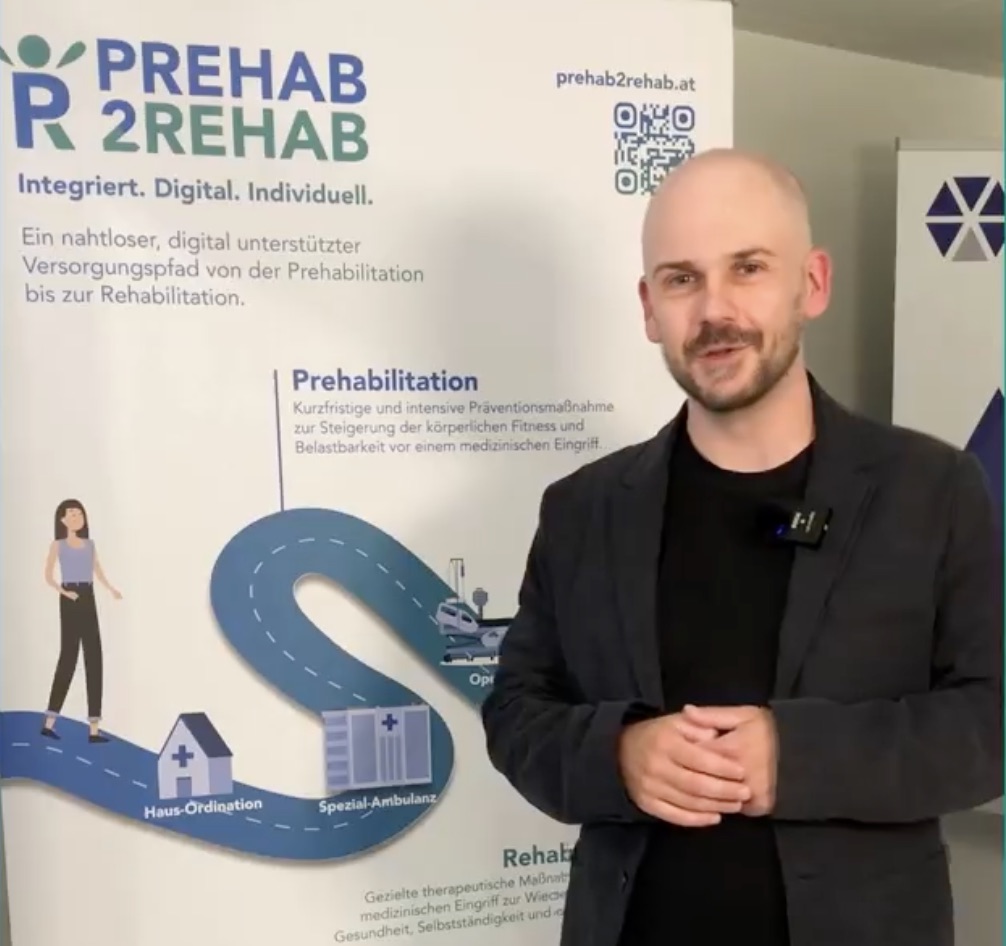 PREHAB
2REHAB
Integriert. Digital. Individuell.
Ein nahtloser, digital unterstützter
Versorgungspfad von der Prehabilitation
bis zur Rehabilitation.
prehab2rehab.at
Prehabilitation
Kurzfristige und intensive Präventionsmaßnahme
zur Steigerung der körperlichen Fitness und
Belastbarkeit vor einem medizinischen Eingriff.
Haus-Ordination
Spezial-Ambulanz
Gezielte therapeutische
medizinischen Eingriff zur
Gesundheit, Selbstständigkeit und